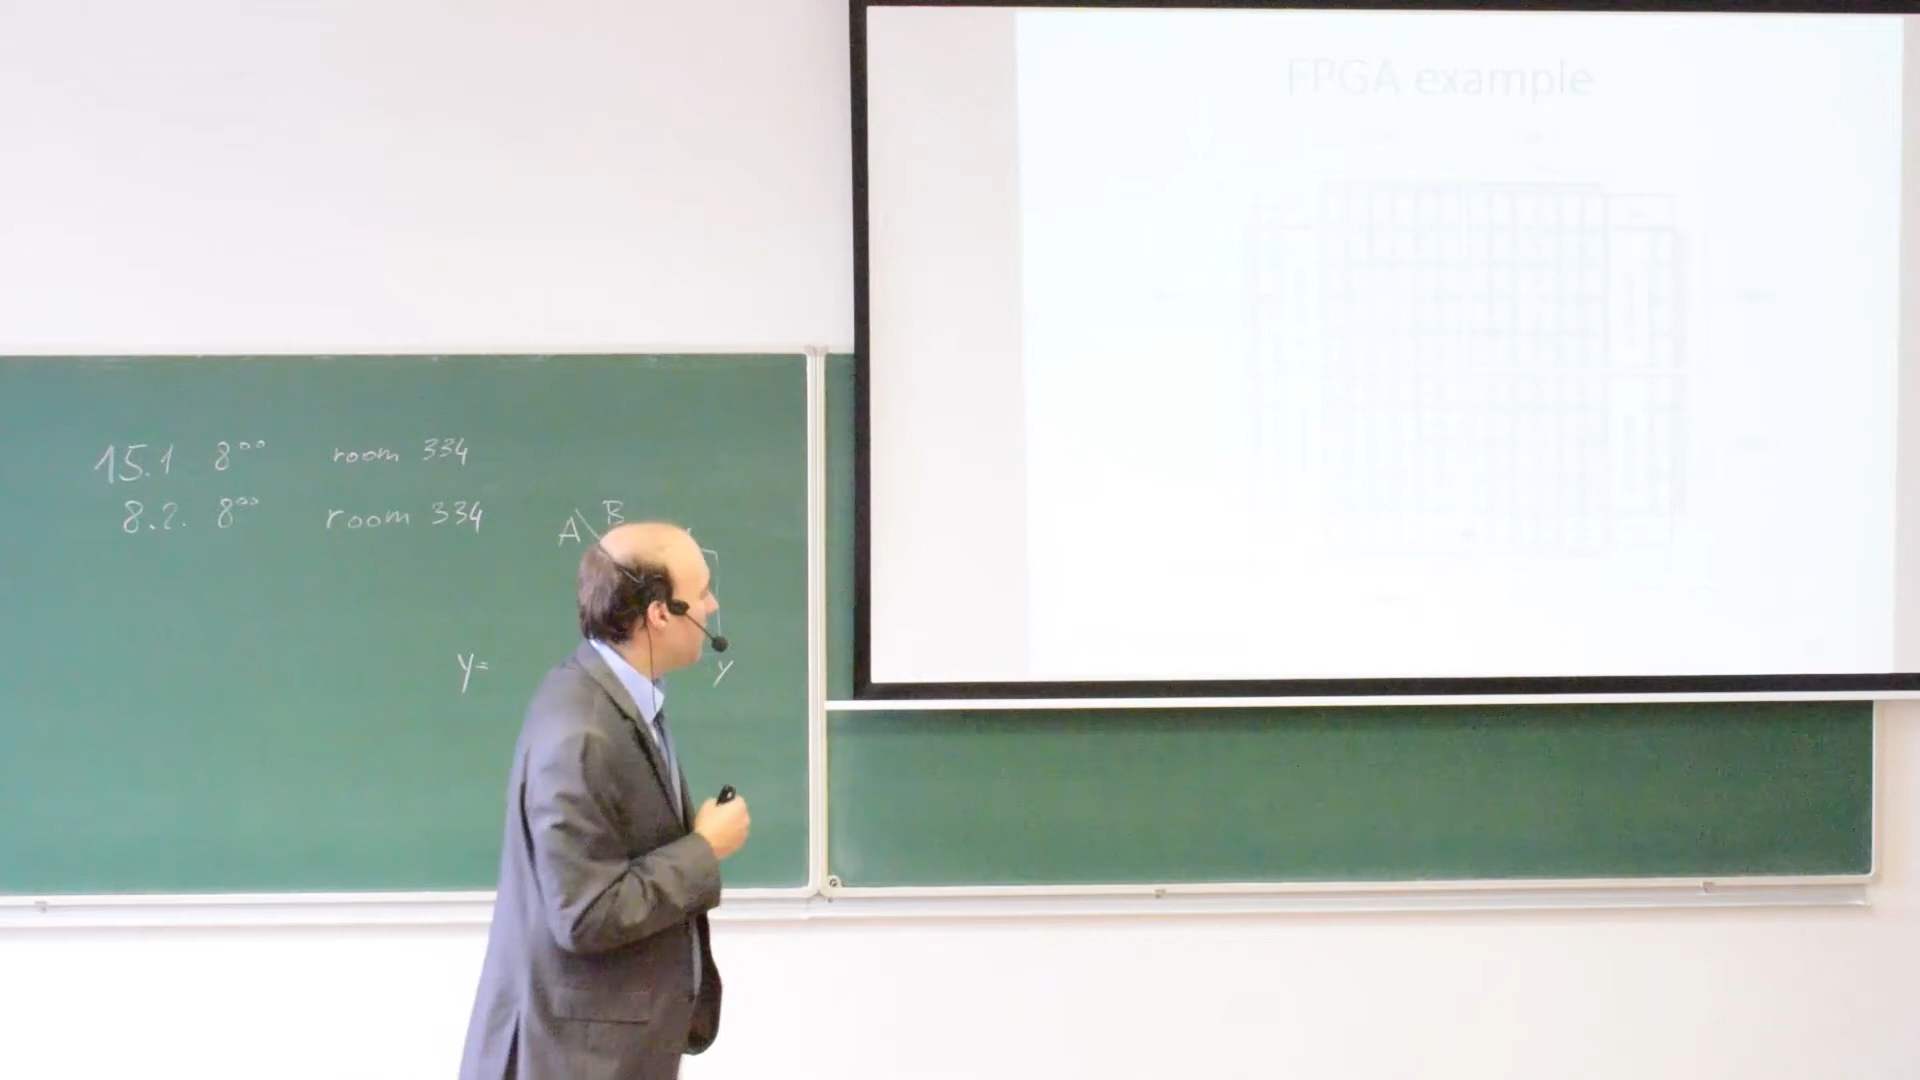 FPGA example
15.1 8⁰⁰ room 334
8.2. 8⁰⁰ room 334
A B
y= y